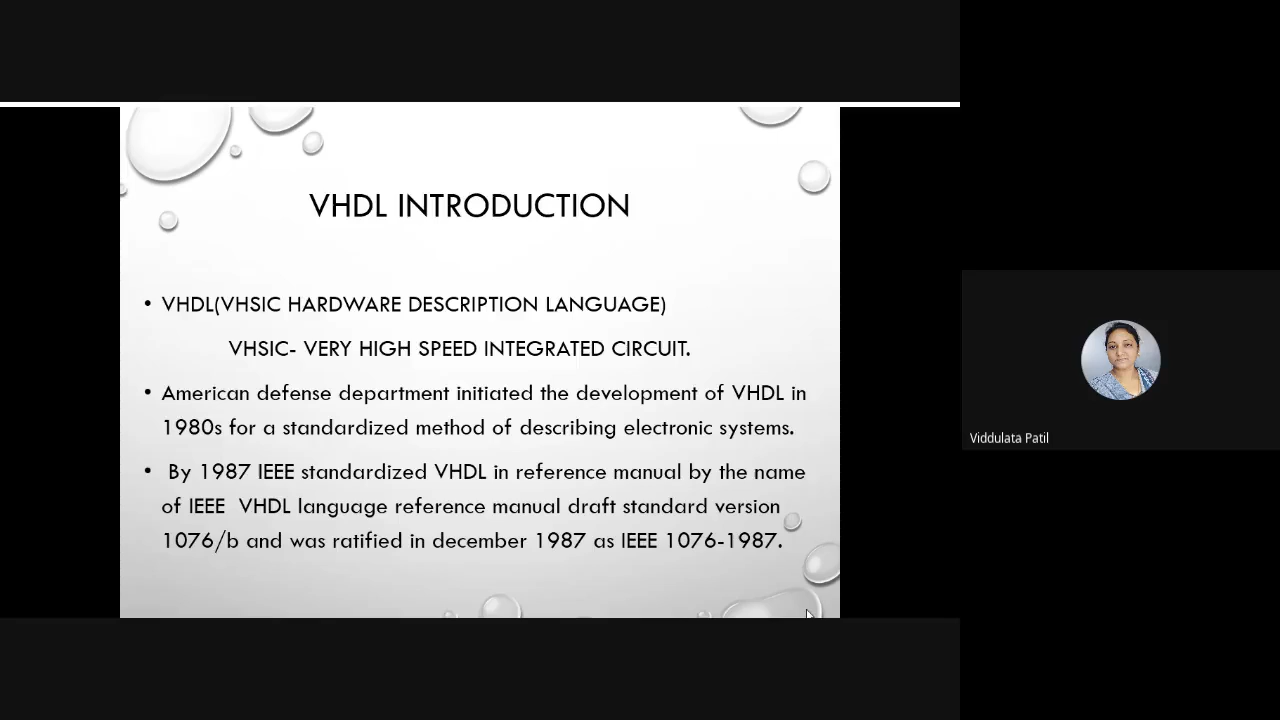 VHDL INTRODUCTION
• VHDL(VHSIC HARDWARE DESCRIPTION LANGUAGE)
VHSIC- VERY HIGH SPEED INTEGRATED CIRCUIT.
• American defense department initiated the development of VHDL in
1980s for a standardized method of describing electronic systems.
• By 1987 IEEE standardized VHDL in reference manual by the name
of IEEE VHDL language reference manual draft standard version
1076/b and was ratified in december 1987 as IEEE 1076-1987.
Viddulata Patil